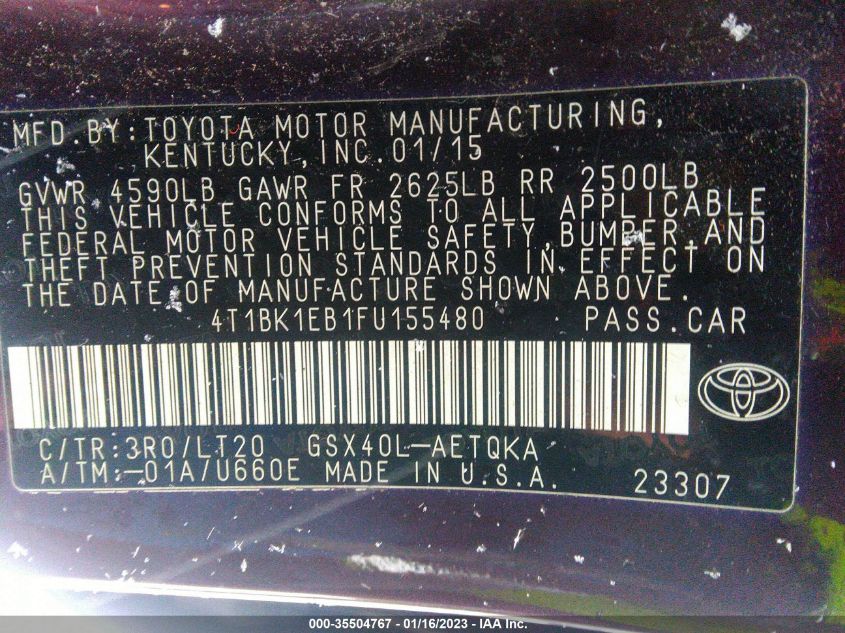 MFD. BY: TOYOTA MOTOR MANUFACTURING,
KENTUCKY, INC. 01/15
GVWR 4590LB GAWR FR 2625LB RR 2500LB
THIS VEHICLE CONFORMS TO ALL APPLICABLE
FEDERAL MOTOR VEHICLE SAFETY, BUMPER, AND
THEFT PREVENTION STANDARDS IN EFFECT ON
THE DATE OF MANUFACTURE SHOWN ABOVE.
4T1BK1EB1FU155480 PASS. CAR
C/TR: 3R0/LT20 GSX40L-AETQKA
A/TM: -01A/U660E MADE IN U.S.A. 23307
000-35504767 - 01/16/2023 - IAA Inc.